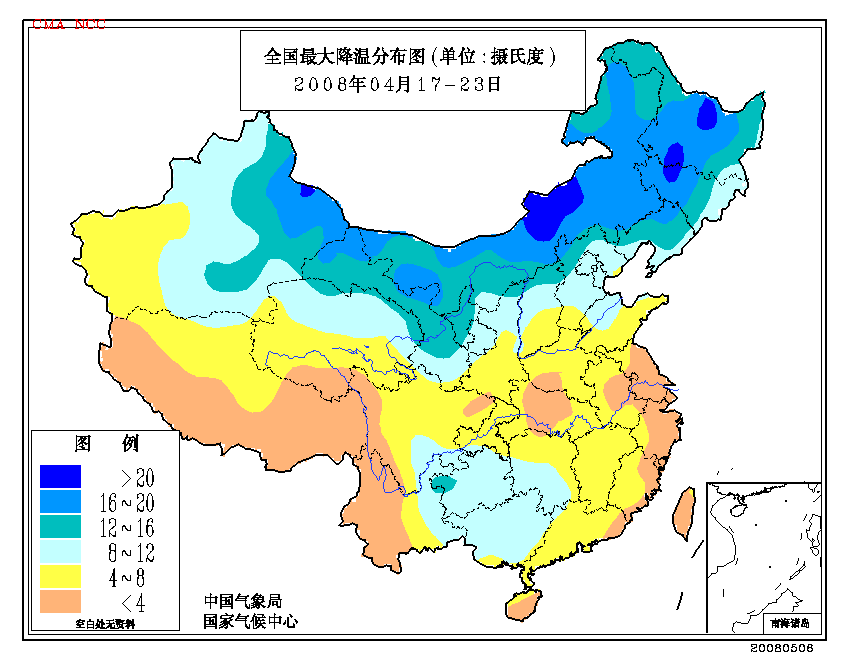 CMA NCC
全国最大降温分布图(单位:摄氏度)
2008年04月17-23日
图 例
>20
16~20
12~16
8~12
4~8
<4
空白处无资料
中国气象局
国家气候中心
南海诸岛
20080506